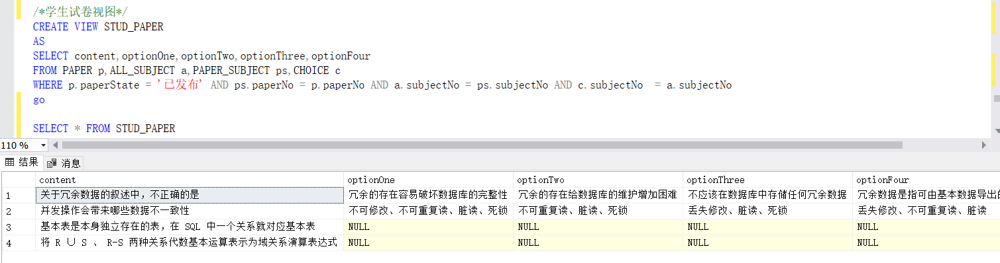 /*学生试卷视图*/
CREATE VIEW STUD_PAPER
AS
SELECT content,optionOne,optionTwo,optionThree,optionFour
FROM PAPER p,ALL_SUBJECT a,PAPER_SUBJECT ps,CHOICE c
WHERE p.paperState = '已发布' AND ps.paperNo = p.paperNo AND a.subjectNo = ps.subjectNo AND c.subjectNo  = a.subjectNo
go
SELECT * FROM STUD_PAPER
110 %
结果 消息
content optionOne optionTwo optionThree optionFour
1 关于冗余数据的叙述中，不正确的是 冗余的存在容易破坏数据库的完整性 冗余的存在给数据库的维护增加困难 不应该在数据库中存储任何冗余数据 冗余数据是指可由基本数据导出的
2 并发操作会带来哪些数据不一致性 不可修改、不可重复读、脏读、死锁 不可重复读、脏读、死锁 丢失修改、脏读、死锁 丢失修改、不可重复读、脏读
3 基本表是本身独立存在的表，在 SQL 中一个关系就对应基本表 NULL NULL NULL NULL
4 将 R ∪ S 、 R-S 两种关系代数基本运算表示为域关系演算表达式 NULL NULL NULL NULL